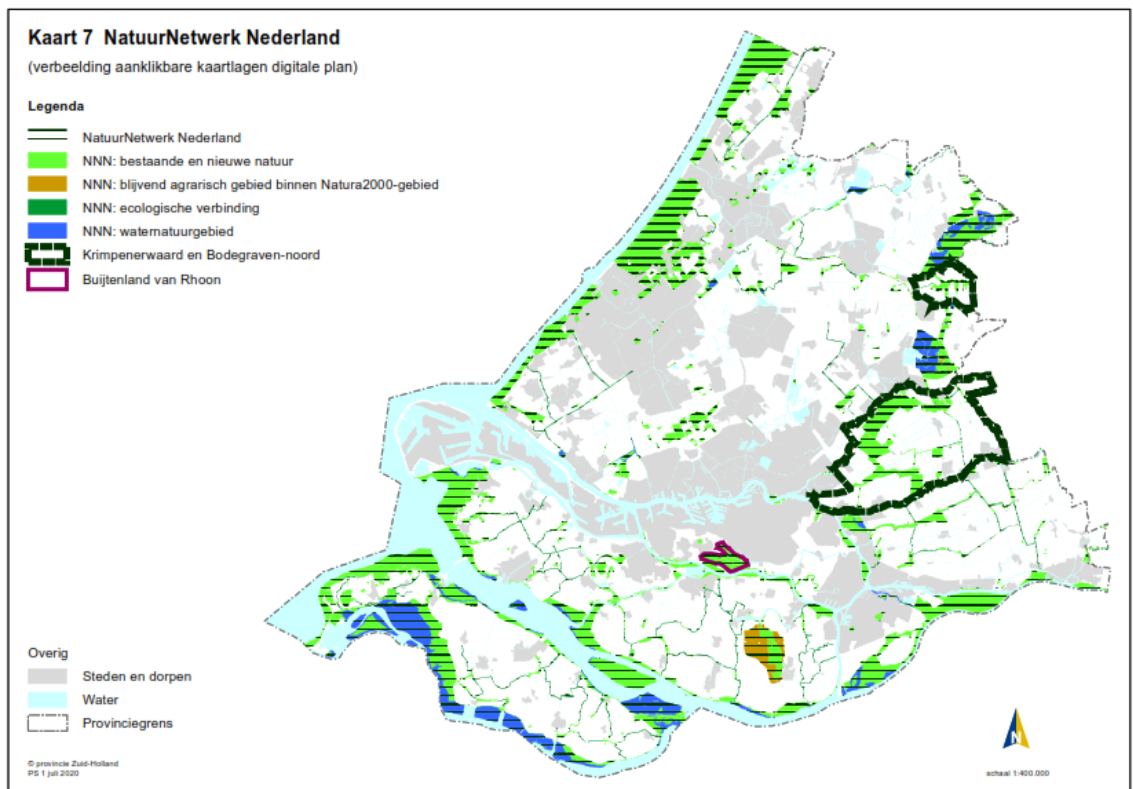 Kaart 7 NatuurNetwerk Nederland
(verbeelding aanklikbare kaartlagen digitale plan)
Legenda
NatuurNetwerk Nederland
NNN: bestaande en nieuwe natuur
NNN: blijvend agrarisch gebied binnen Natura2000-gebied
NNN: ecologische verbinding
NNN: waternatuurgebied
Krimpenerwaard en Bodegraven-noord
Buijtenland van Rhoon
Overig
Steden en dorpen
Water
Provinciegrens
© provincie Zuid-Holland
PS 1 juli 2020
N
schaal 1:400.000